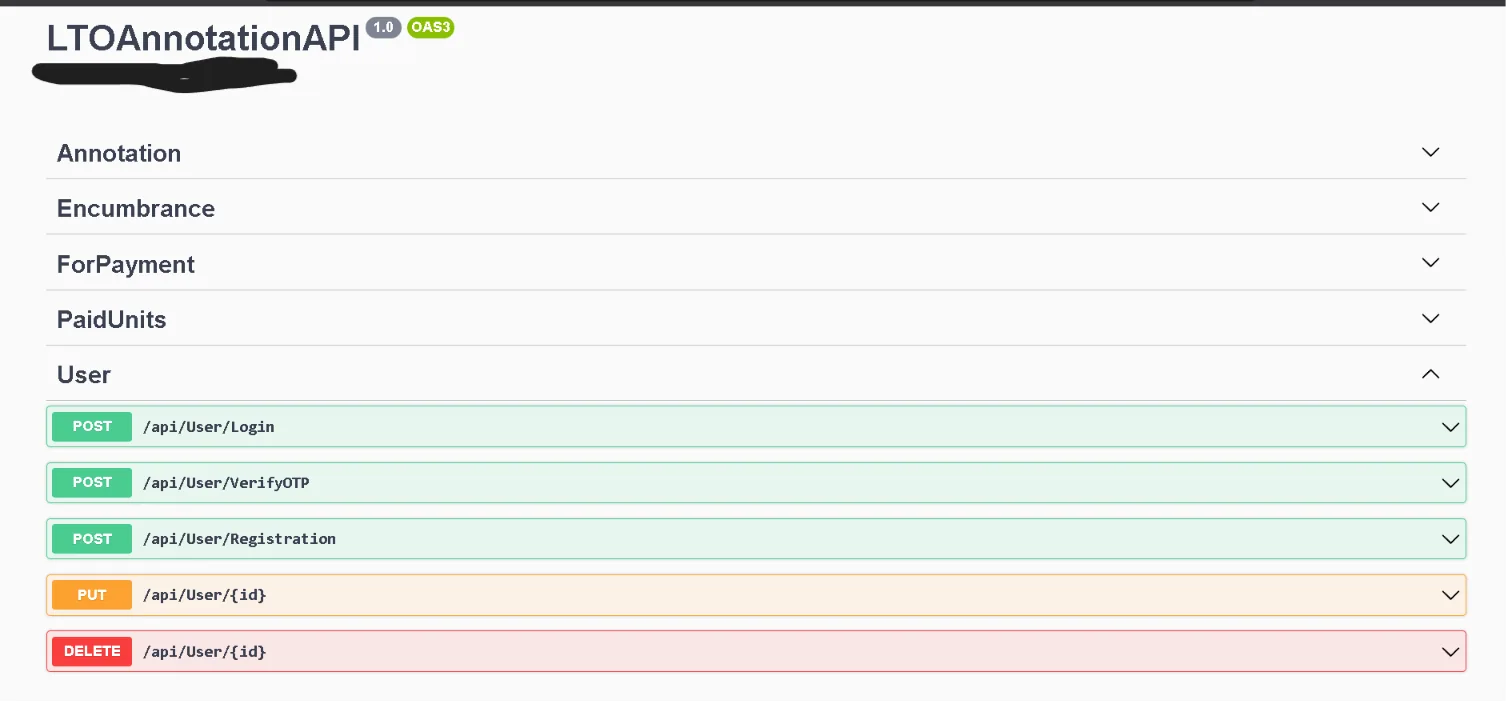 LTOAnnotationAPI 1.0 OAS3
Annotation
Encumbrance
ForPayment
PaidUnits
User
POST /api/User/Login
POST /api/User/VerifyOTP
POST /api/User/Registration
PUT /api/User/{id}
DELETE /api/User/{id}